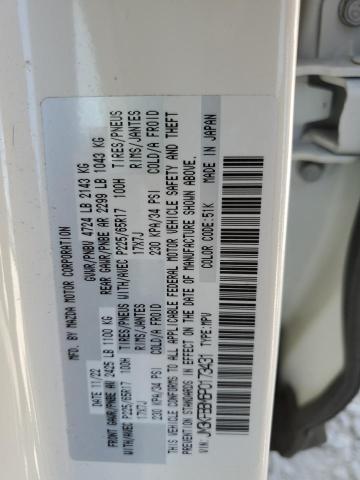 MFD BY MAZDA MOTOR CORPORATION
DATE 11/22 GVWR/PNBV 4724 LB 2143 KG
FRONT GAWR/PNBE AV 2425 LB 1100 KG REAR GAWR/PNBE AR 2299 LB 1043 KG
TIRES/PNEUS TIRES/PNEUS
WITH/AVEC P225/65R17 100H WITH/AVEC P225/65R17 100H
RIMS/JANTES RIMS/JANTES
17X7J 17X7J
COLD/A FROID COLD/A FROID
230 KPA/34 PSI 230 KPA/34 PSI
THIS VEHICLE CONFORMS TO ALL APPLICABLE FEDERAL MOTOR VEHICLE SAFETY AND THEFT
PREVENTION STANDARDS IN EFFECT ON THE DATE OF MANUFACTURE SHOWN ABOVE.
TYPE:MPV COLOR:51K MADE IN JAPAN